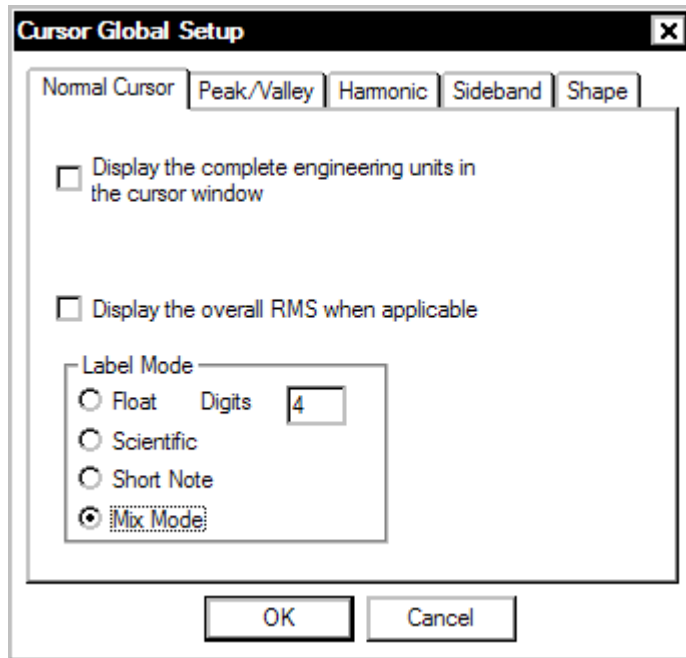 Cursor Global Setup
Normal Cursor Peak/Valley Harmonic Sideband Shape
Display the complete engineering units in
the cursor window
Display the overall RMS when applicable
Label Mode
Float Digits 4
Scientific
Short Note
Mix Mode
OK Cancel